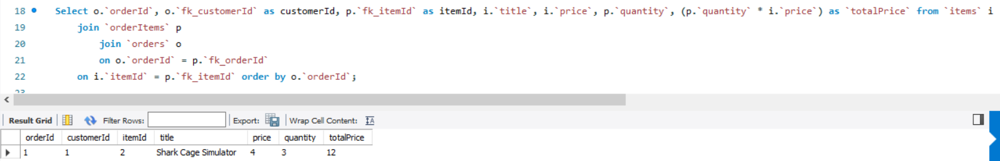 18 Select o.`orderId`, o.`fk_customerId` as customerId, p.`fk_itemId` as itemId, i.`title`, i.`price`, p.`quantity`, (p.`quantity` * i.`price`) as `totalPrice` from `items` i
19 join `orderItems` p
20 join `orders` o
21 on o.`orderId` = p.`fk_orderId`
22 on i.`itemId` = p.`fk_itemId` order by o.`orderId`;
23
Result Grid Filter Rows: Export: Wrap Cell Content: IA
orderId customerId itemId title price quantity totalPrice
1 1 2 Shark Cage Simulator 4 3 12